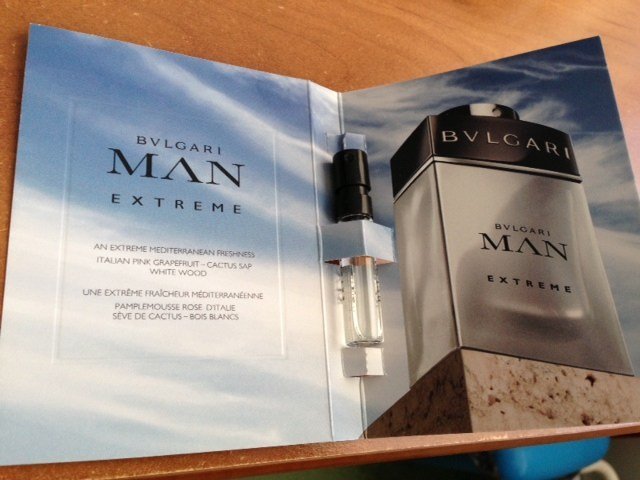 BVLGARI
MAN
EXTREME
AN EXTREME MEDITERRANEAN FRESHNESS
ITALIAN PINK GRAPEFRUIT – CACTUS SAP
WHITE WOOD
UNE EXTRÊME FRAÎCHEUR MÉDITERRANÉENNE
PAMPLEMOUSSE ROSE D'ITALIE
SÈVE DE CACTUS – BOIS BLANCS
BVLGARI
BVLGARI
MAN
EXTREME